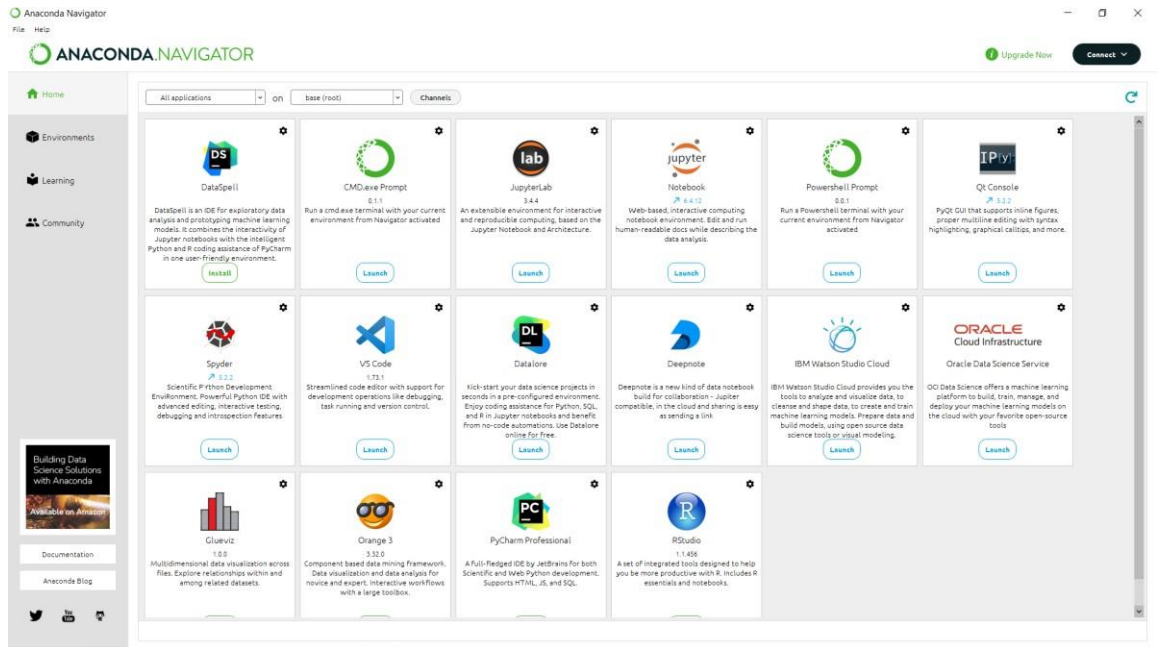 Anaconda Navigator
File Help
ANACONDA.NAVIGATOR
Upgrade Now
Connect
Home
Environments
Learning
Community
All applications on base (root) Channels
DS
DataSpell
DataSpell is an IDE for exploratory data
analysis and prototyping machine learning
models. It combines the interactivity of
Jupyter notebooks with the intelligent
Python and R coding assistance of PyCharm
in one user-friendly environment.
Install
CMD.exe Prompt
0.1.1
Run a cmd.exe terminal with your current
environment from Navigator activated
Launch
lab
JupyterLab
3.4.4
An extensible environment for interactive
and reproducible computing, based on the
Jupyter Notebook and Architecture.
Launch
jupyter
Notebook
6.4.12
Web-based, interactive computing
notebook environment. Edit and run
human-readable docs while describing the
data analysis.
Launch
Powershell Prompt
0.0.1
Run a Powershell terminal with your
current environment from Navigator
activated
Launch
IP[y]:
Qt Console
5.2.2
PyQt GUI that supports inline figures,
proper multiline editing with syntax
highlighting, graphical calltips, and more.
Launch
Spyder
5.2.2
Scientific Python Development
EnviRonment. Powerful Python IDE with
advanced editing, interactive testing,
debugging and introspection features
Launch
VS Code
1.73.1
Streamlined code editor with support for
development operations like debugging,
task running and version control.
Launch
DL
Datalore
Kick-start your data science projects in
seconds in a pre-configured environment.
Enjoy coding assistance for Python, SQL,
and R in Jupyter notebooks and benefit
from no-code automations. Use Datalore
online for free.
Launch
Deepnote
Deepnote is a new kind of data notebook
build for collaboration - Jupiter
compatible, in the cloud and sharing is easy
as sending a link
Launch
IBM Watson Studio Cloud
IBM Watson Studio Cloud provides you the
tools to analyze and visualize data, to
cleanse and shape data, to create and train
machine learning models. Prepare data and
build models, using open source data
science tools or visual modeling.
Launch
ORACLE
Cloud Infrastructure
Oracle Data Science Service
OCI Data Science offers a machine learning
platform to build, train, manage, and
deploy your machine learning models on
the cloud with your favorite open-source
tools
Launch
Glueviz
1.0.0
Multidimensional data visualization across
files. Explore relationships within and
among related datasets.
Orange 3
3.32.0
Component based data mining framework.
Data visualization and data analysis for
novice and expert. Interactive workflows
with a large toolbox.
PC
PyCharm Professional
A full-fledged IDE by JetBrains for both
Scientific and Web Python development.
Supports HTML, JS, and SQL.
R
RStudio
1.1.456
A set of integrated tools designed to help
you be more productive with R. Includes R
essentials and notebooks.
Building Data
Science Solutions
with Anaconda
Available on Amazon
Documentation
Anaconda Blog
You
Tube